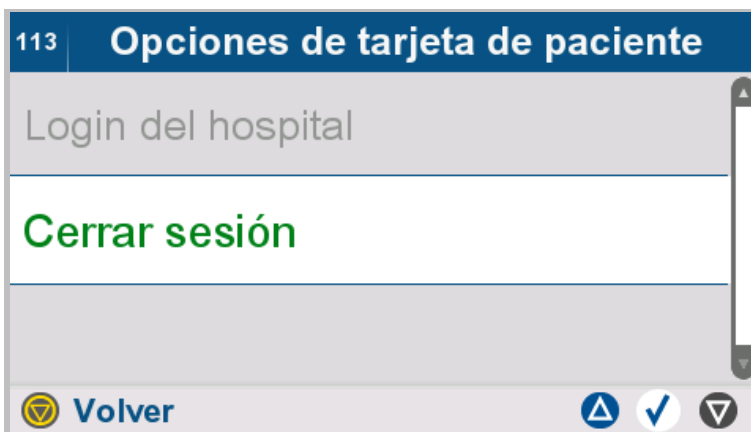 113 Opciones de tarjeta de paciente
Login del hospital
Cerrar sesión
Volver